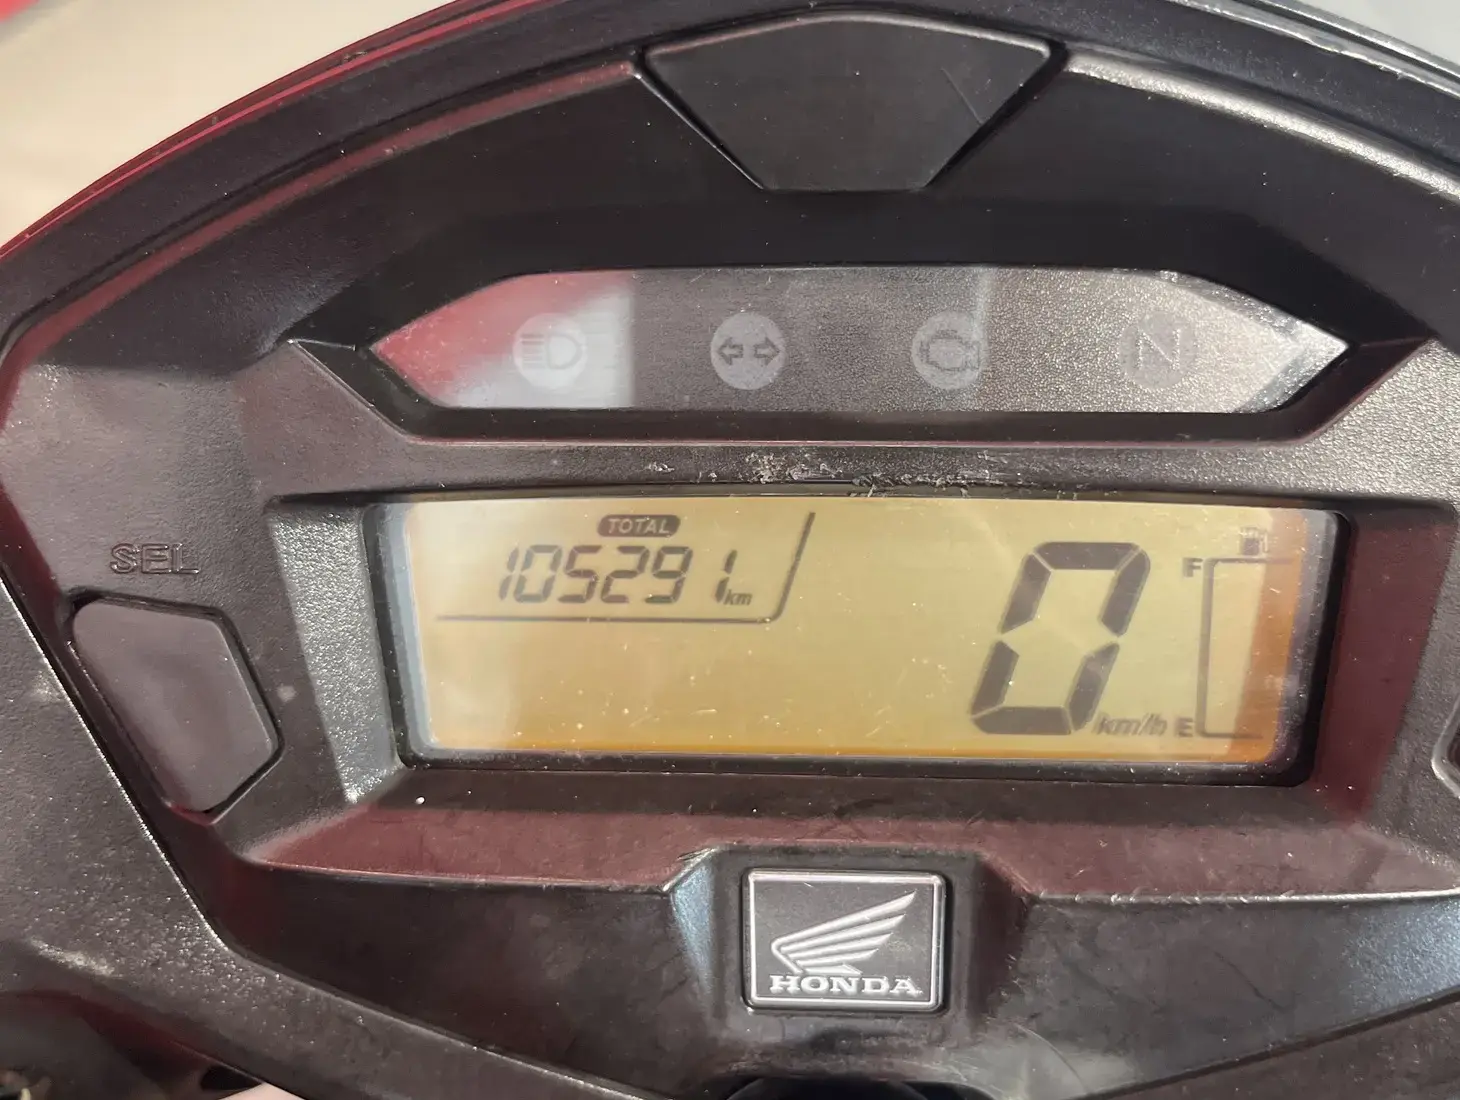 N
SEL
TOTAL
105291 km
0 km/h
F
E
HONDA